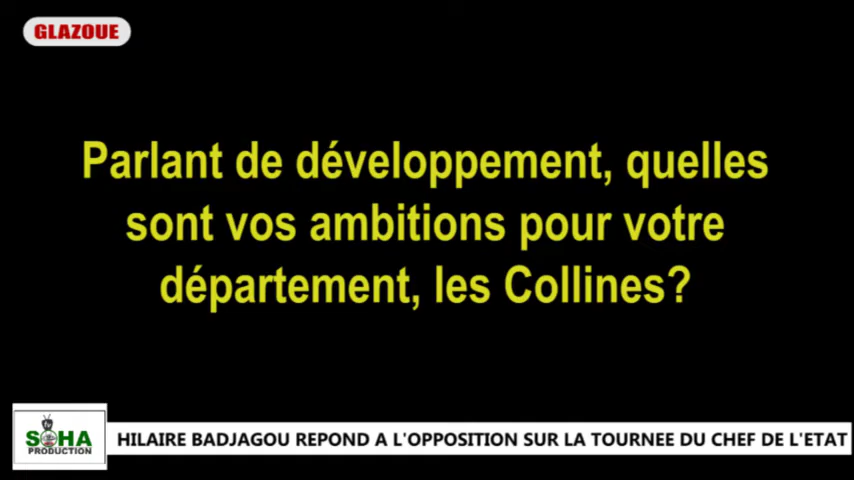 GLAZOUE
Parlant de développement, quelles
sont vos ambitions pour votre
département, les Collines?
SOHA
PRODUCTION
HILAIRE BADJAGOU REPOND A L'OPPOSITION SUR LA TOURNEE DU CHEF DE L'ETAT